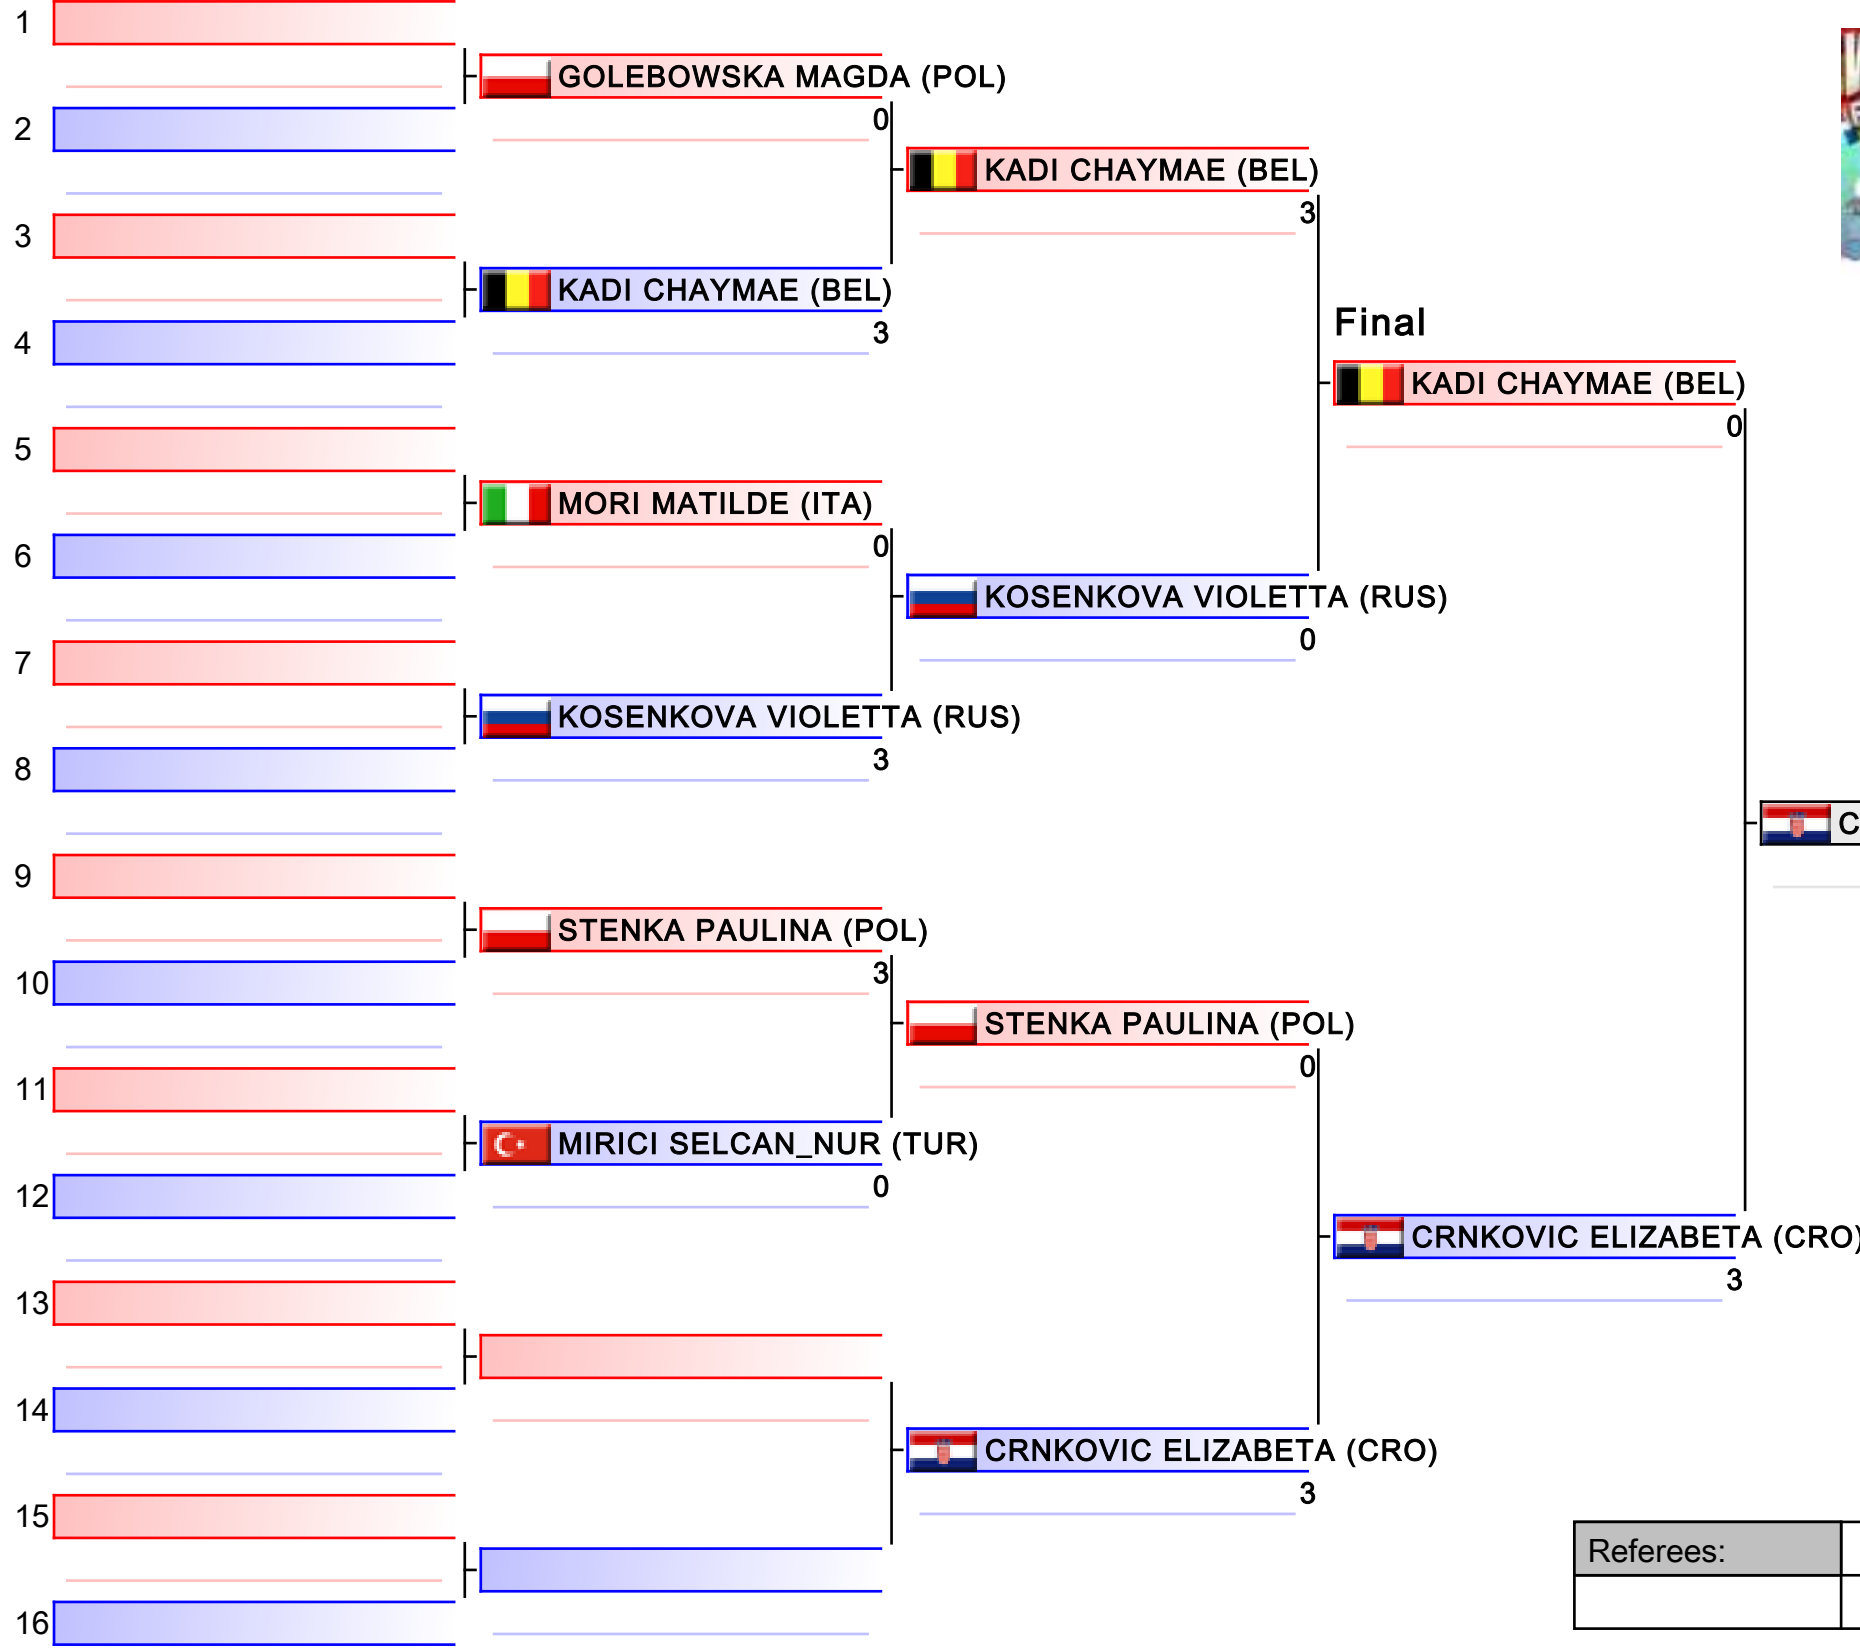 1
GOLEBOWSKA MAGDA (POL)
0
2
KADI CHAYMAE (BEL)
3
3
KADI CHAYMAE (BEL)
3
4
Final
KADI CHAYMAE (BEL)
0
5
MORI MATILDE (ITA)
0
6
KOSENKOVA VIOLETTA (RUS)
0
7
KOSENKOVA VIOLETTA (RUS)
3
8
C
9
STENKA PAULINA (POL)
3
10
STENKA PAULINA (POL)
0
11
MIRICI SELCAN_NUR (TUR)
0
12
CRNKOVIC ELIZABETA (CRO)
3
13
14
CRNKOVIC ELIZABETA (CRO)
3
15
Referees:
16